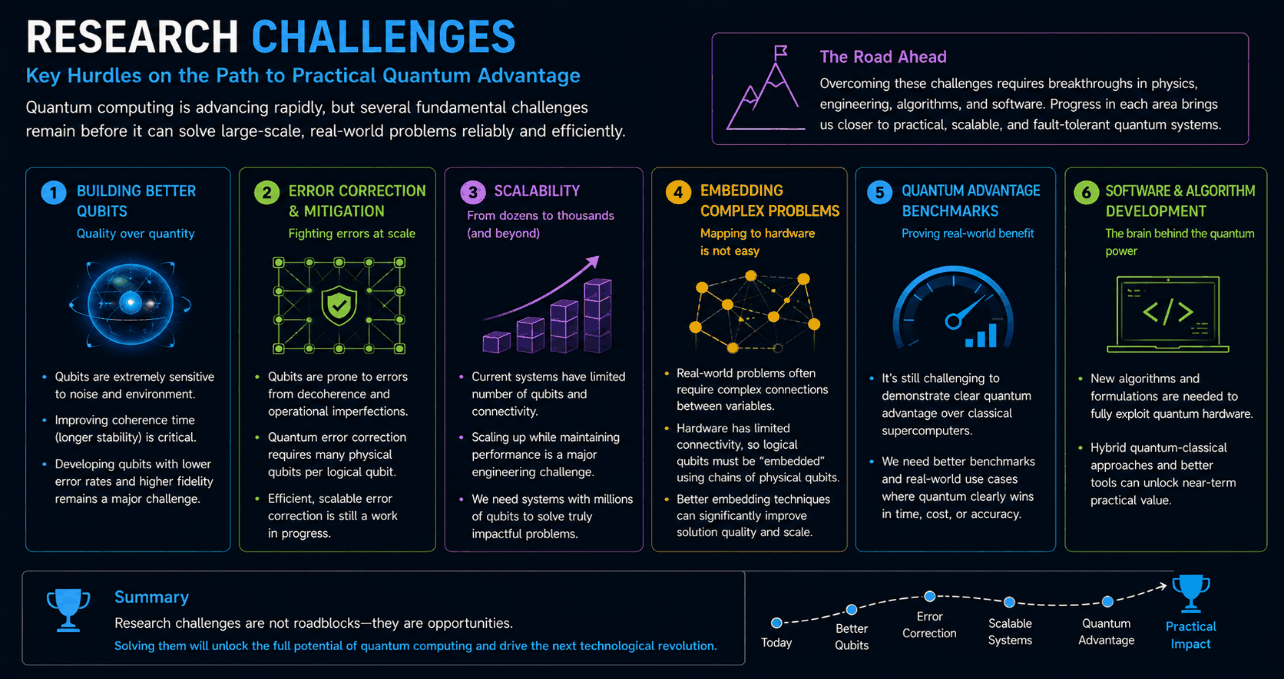 RESEARCH CHALLENGES
Key Hurdles on the Path to Practical Quantum Advantage
Quantum computing is advancing rapidly, but several fundamental challenges
remain before it can solve large-scale, real-world problems reliably and efficiently.
The Road Ahead
Overcoming these challenges requires breakthroughs in physics,
engineering, algorithms, and software. Progress in each area brings
us closer to practical, scalable, and fault-tolerant quantum systems.
1 BUILDING BETTER
QUBITS
Quality over quantity
• Qubits are extremely sensitive
to noise and environment.
• Improving coherence time
(longer stability) is critical.
• Developing qubits with lower
error rates and higher fidelity
remains a major challenge.
2 ERROR CORRECTION
& MITIGATION
Fighting errors at scale
• Qubits are prone to errors
from decoherence and
operational imperfections.
• Quantum error correction
requires many physical
qubits per logical qubit.
• Efficient, scalable error
correction is still a work
in progress.
3 SCALABILITY
From dozens to thousands
(and beyond)
• Current systems have limited
number of qubits and
connectivity.
• Scaling up while maintaining
performance is a major
engineering challenge.
• We need systems with millions
of qubits to solve truly
impactful problems.
4 EMBEDDING
COMPLEX PROBLEMS
Mapping to hardware
is not easy
• Real-world problems often
require complex connections
between variables.
• Hardware has limited
connectivity, so logical
qubits must be “embedded”
using chains of physical qubits.
• Better embedding techniques
can significantly improve
solution quality and scale.
5 QUANTUM ADVANTAGE
BENCHMARKS
Proving real-world benefit
• It’s still challenging to
demonstrate clear quantum
advantage over classical
supercomputers.
• We need better benchmarks
and real-world use cases
where quantum clearly wins
in time, cost, or accuracy.
6 SOFTWARE & ALGORITHM
DEVELOPMENT
The brain behind the quantum
power
</>
• New algorithms and
formulations are needed to
fully exploit quantum hardware.
• Hybrid quantum-classical
approaches and better
tools can unlock near-term
practical value.
Summary
Research challenges are not roadblocks—they are opportunities.
Solving them will unlock the full potential of quantum computing and drive the next technological revolution.
Today
Better
Qubits
Error
Correction
Scalable
Systems
Quantum
Advantage
Practical
Impact